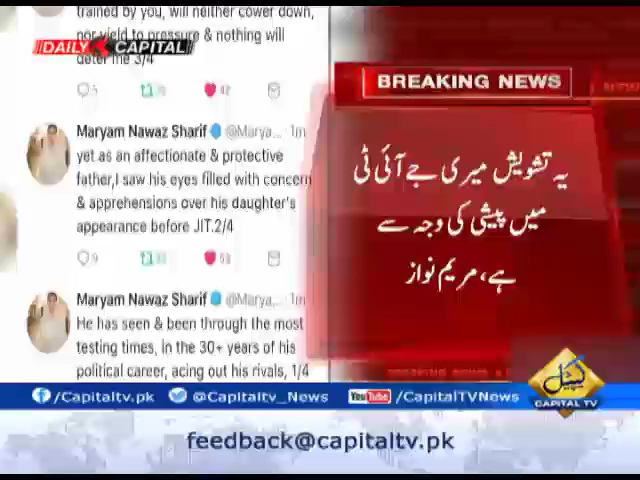 trained by you, will neither cower down,
nor yield to pressure & nothing will
deter me 3/4
DAILY CAPITAL
5
42
Maryam Nawaz Sharif @Marya... 1m
yet as an affectionate & protective
father,I saw his eyes filled with concern
& apprehensions over his daughter's
appearance before JIT.2/4
9
Maryam Nawaz Sharif @Marya... 1m
He has seen & been through the most
testing times, in the 30+ years of his
political career, acing out his rivals, 1/4
BREAKING NEWS
یہ تشویش میری جے آئی ٹی
میں پیشی کی وجہ سے
ہے، مریم نواز
کیپیٹل
CAPITAL TV
/Capitaltv.pk
@Capitaltv_News
YouTube /CapitalTVNews
feedback@capitaltv.pk